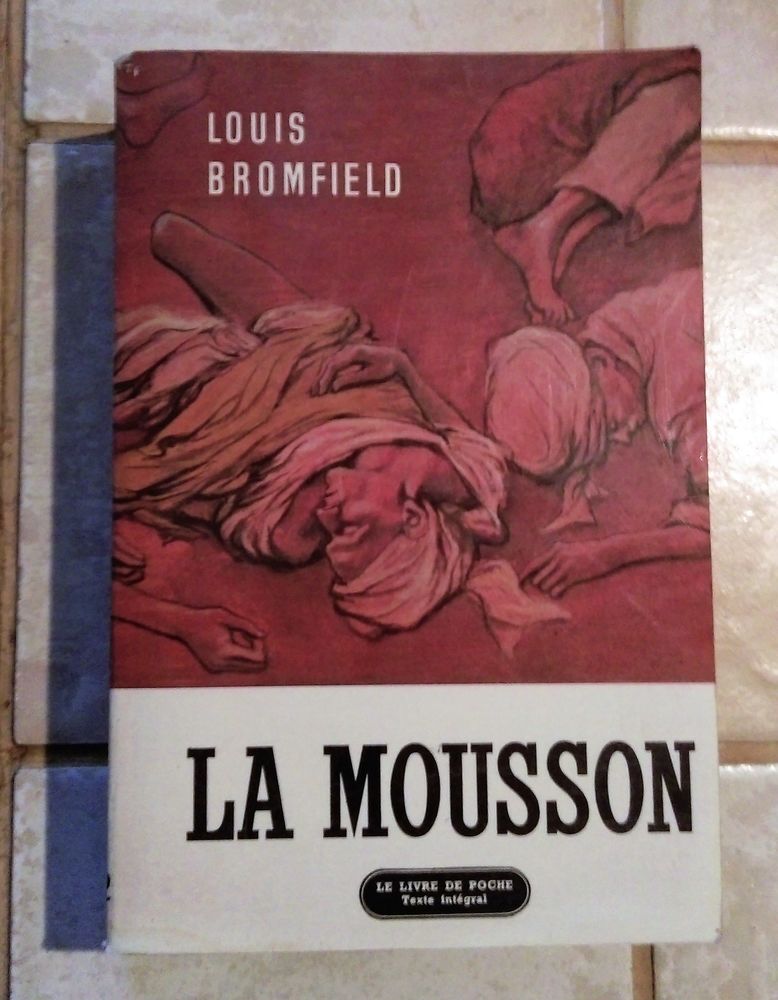 LOUIS
BROMFIELD
LA MOUSSON
LE LIVRE DE POCHE
Texte intégral